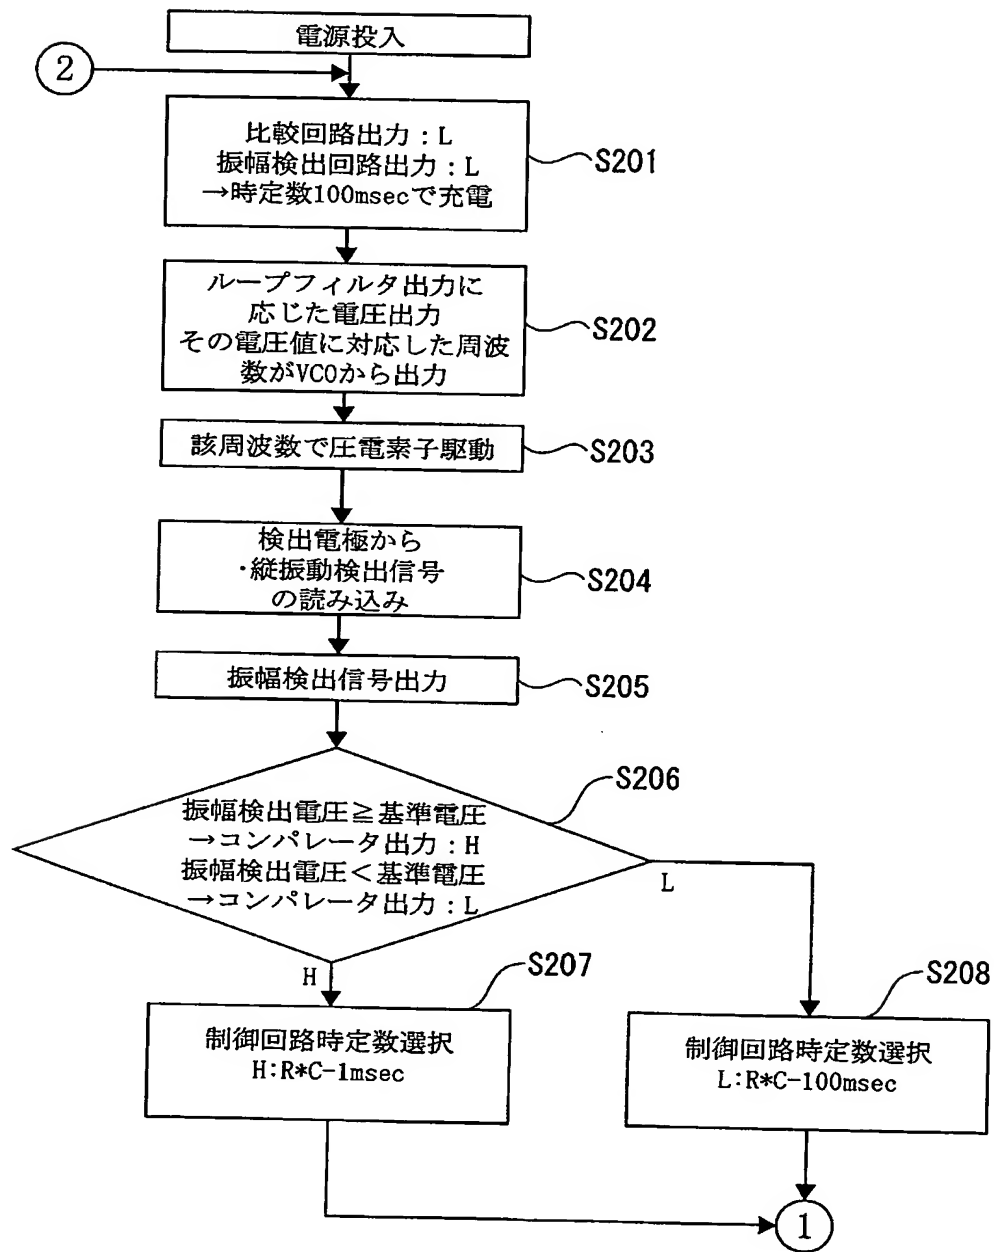 電源投入
2
比較回路出力:L
振幅検出回路出力:L
→時定数100msecで充電
S201
ループフィルタ出力に
応じた電圧出力
その電圧値に対応した周波
数がVCOから出力
S202
該周波数で圧電素子駆動
S203
検出電極から
・縦振動検出信号
の読み込み
S204
振幅検出信号出力
S205
S206
振幅検出電圧≧基準電圧
→コンパレータ出力:H
振幅検出電圧<基準電圧
→コンパレータ出力:L
L
H
S207
制御回路時定数選択
H:R*C-1msec
S208
制御回路時定数選択
L:R*C-100msec
1